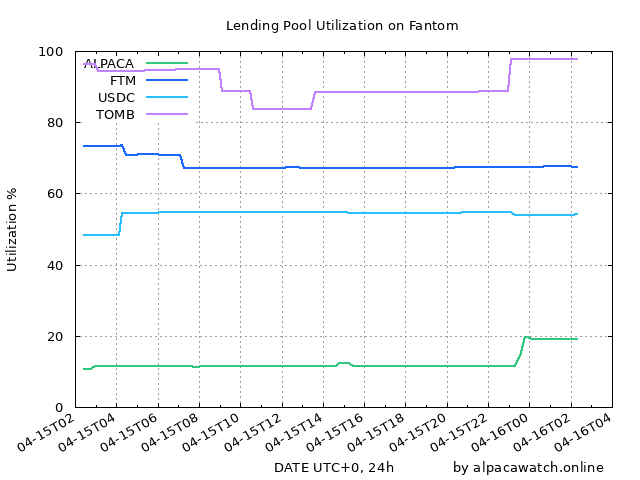 Lending Pool Utilization on Fantom
100
80
60
40
20
0
Utilization %
ALPACA
FTM
USDC
TOMB
04-15T02
04-15T04
04-15T06
04-15T08
04-15T10
04-15T12
04-15T14
04-15T16
04-15T18
04-15T20
04-15T22
04-16T00
04-16T02
04-16T04
DATE UTC+0, 24h
by alpacawatch.online